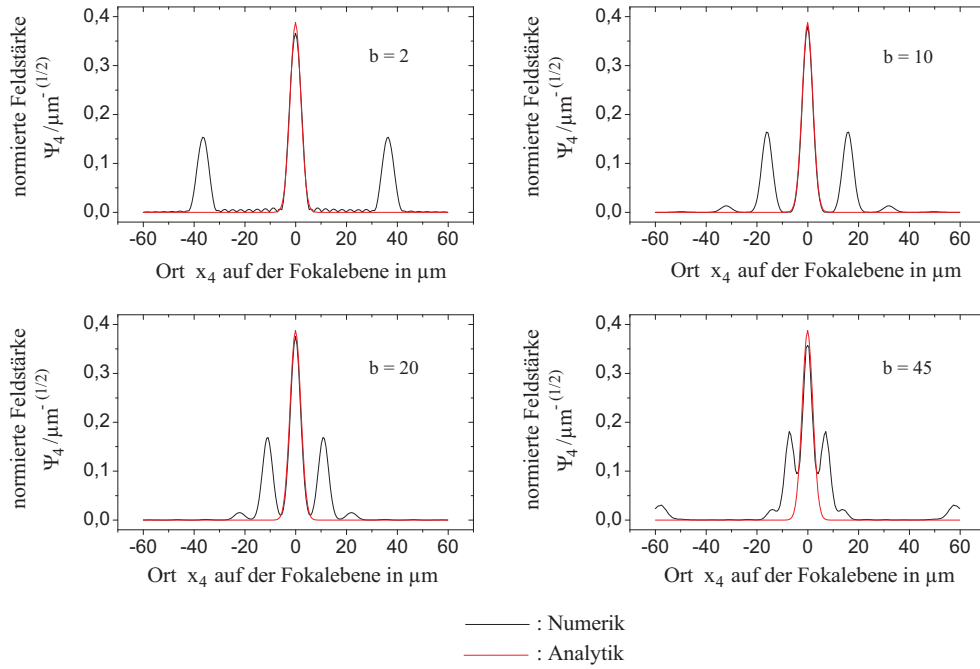 normierte Feldstärke
Ψ₄ /µm⁻⁽¹/²⁾
0,4
0,3
0,2
0,1
0,0
b = 2
-60 -40 -20 0 20 40 60
Ort x₄ auf der Fokalebene in µm
normierte Feldstärke
Ψ₄ /µm⁻⁽¹/²⁾
0,4
0,3
0,2
0,1
0,0
b = 10
-60 -40 -20 0 20 40 60
Ort x₄ auf der Fokalebene in µm
normierte Feldstärke
Ψ₄ /µm⁻⁽¹/²⁾
0,4
0,3
0,2
0,1
0,0
b = 20
-60 -40 -20 0 20 40 60
Ort x₄ auf der Fokalebene in µm
normierte Feldstärke
Ψ₄ /µm⁻⁽¹/²⁾
0,4
0,3
0,2
0,1
0,0
b = 45
-60 -40 -20 0 20 40 60
Ort x₄ auf der Fokalebene in µm
: Numerik
: Analytik